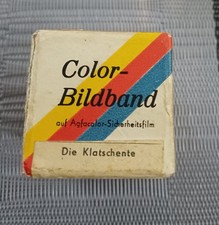 Color-
Bildband
auf Agfacolor-Sicherheitsfilm
Die Klatschente